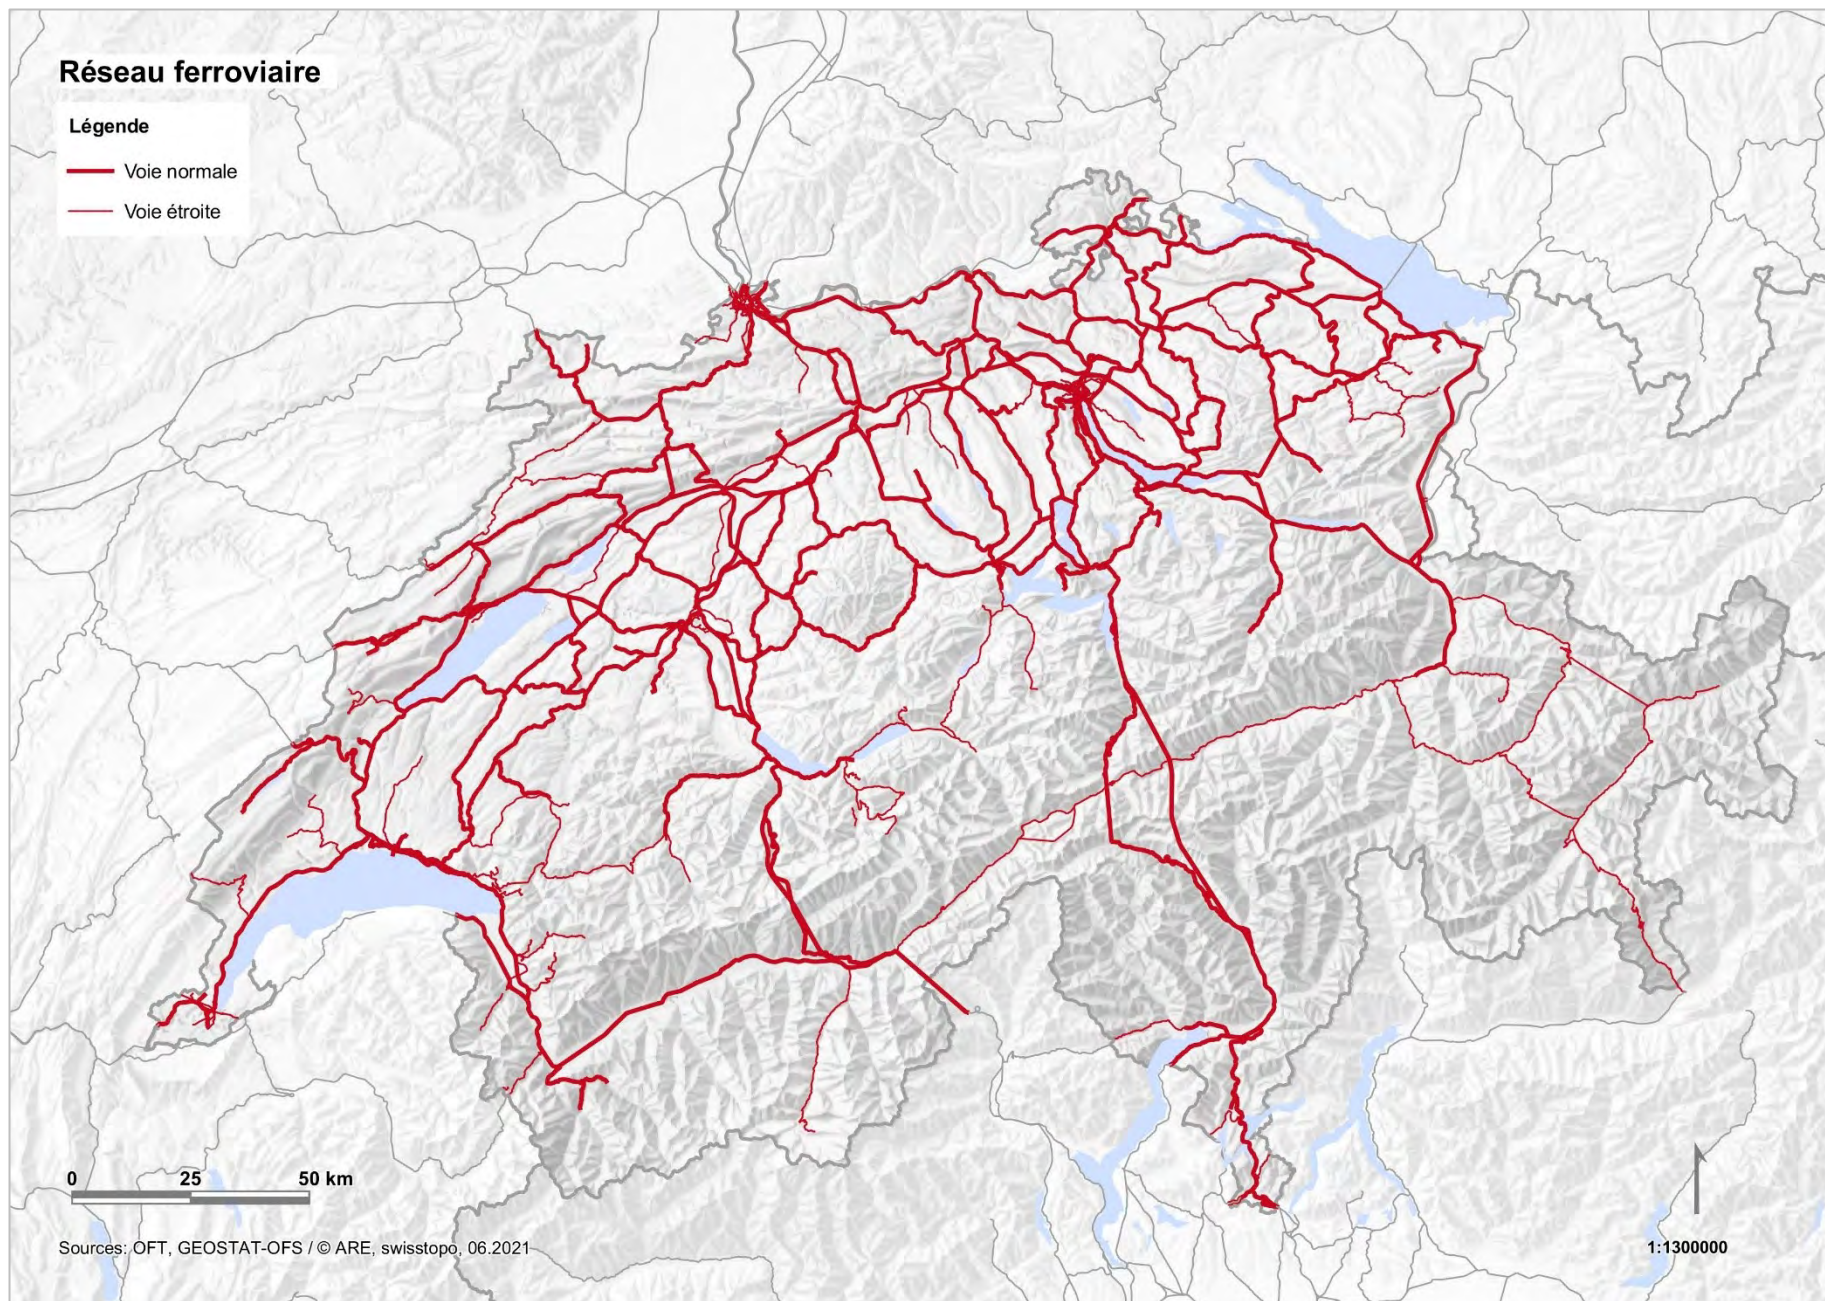 Réseau ferroviaire
Légende
Voie normale
Voie étroite
0 25 50 km
Sources: OFT, GEOSTAT-OFS / © ARE, swisstopo, 06.2021
1:1300000